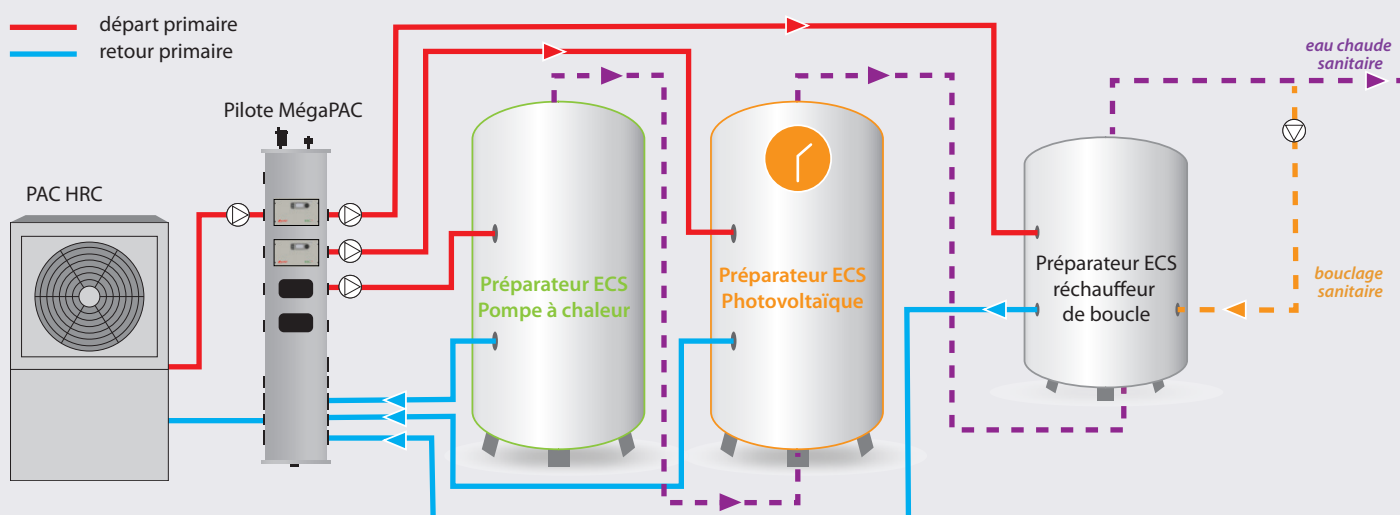 départ primaire
retour primaire
eau chaude
sanitaire
Pilote MégaPAC
PAC HRC
Préparateur ECS
Pompe à chaleur
Préparateur ECS
Photovoltaïque
Préparateur ECS
réchauffeur
de boucle
bouclage
sanitaire